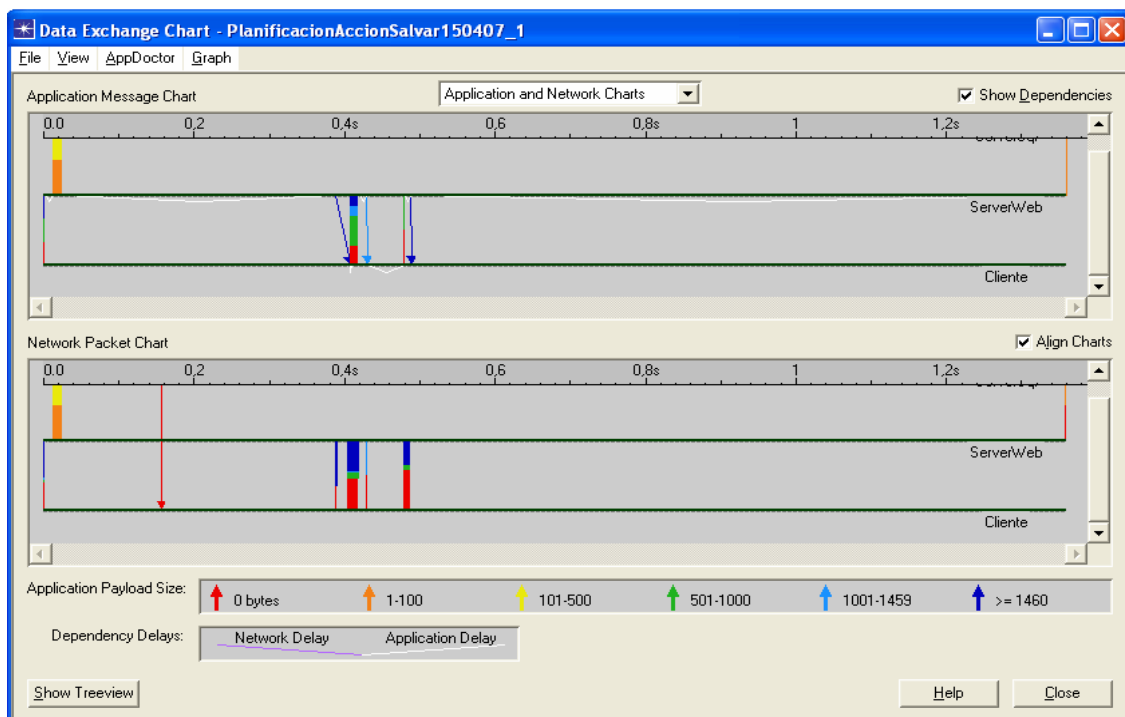 Data Exchange Chart - PlanificacionAccionSalvar150407_1
File View AppDoctor Graph
Application Message Chart
Application and Network Charts
Show Dependencies
0.0 0,2 0,4s 0,6 0,8s 1 1,2s
ServerWeb
Cliente
Network Packet Chart
Align Charts
0.0 0,2 0,4s 0,6 0,8s 1 1,2s
ServerWeb
Cliente
Application Payload Size: 0 bytes 1-100 101-500 501-1000 1001-1459 >= 1460
Dependency Delays: Network Delay Application Delay
Show Treeview Help Close